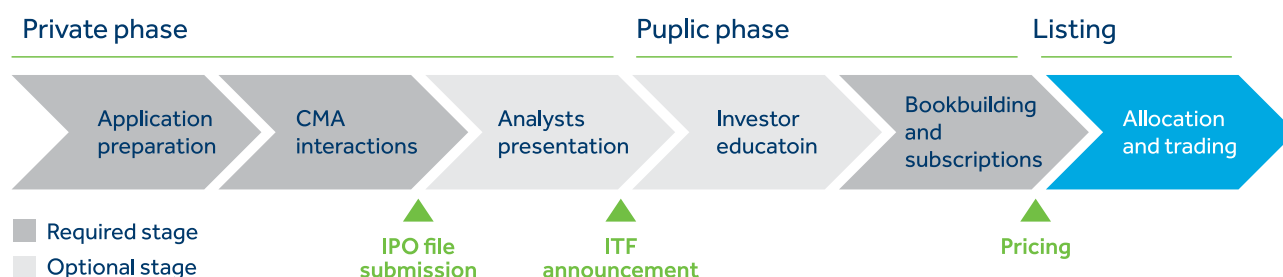 Private phase
Puplic phase
Listing
Application
preparation
CMA
interactions
Analysts
presentation
Investor
educatoin
Bookbuilding
and
subscriptions
Allocation
and trading
Required stage
Optional stage
IPO file
submission
ITF
announcement
Pricing